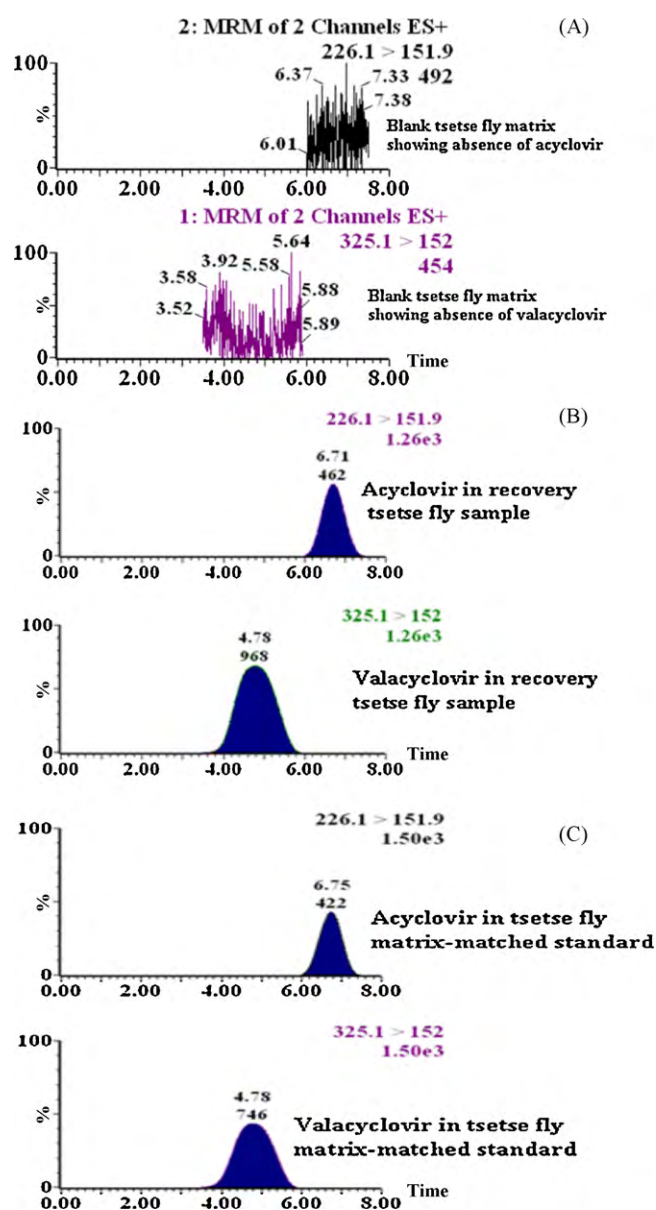 2: MRM of 2 Channels ES+
(A)
226.1 > 151.9
492
100
%
0
6.37
7.33
7.38
6.01
Blank tsetse fly matrix
showing absence of acyclovir
0.00 2.00 4.00 6.00 8.00
1: MRM of 2 Channels ES+
325.1 > 152
454
100
%
0
5.64
3.92
5.58
3.58
3.52
5.88
5.89
Blank tsetse fly matrix
showing absence of valacyclovir
Time
0.00 2.00 4.00 6.00 8.00
(B)
226.1 > 151.9
1.26e3
100
%
0
6.71
462
Acyclovir in recovery
tsetse fly sample
0.00 2.00 4.00 6.00 8.00
325.1 > 152
1.26e3
100
%
0
4.78
968
Valacyclovir in recovery
tsetse fly sample
Time
0.00 2.00 4.00 6.00 8.00
(C)
226.1 > 151.9
1.50e3
100
%
0
6.75
422
Acyclovir in tsetse fly
matrix-matched standard
0.00 2.00 4.00 6.00 8.00
325.1 > 152
1.50e3
100
%
0
4.78
746
Valacyclovir in tsetse fly
matrix-matched standard
Time
0.00 2.00 4.00 6.00 8.00